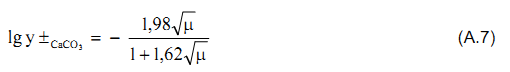 lg y ±CaCO₃ = − 1,98√μ / 1 + 1,62√μ (A.7)